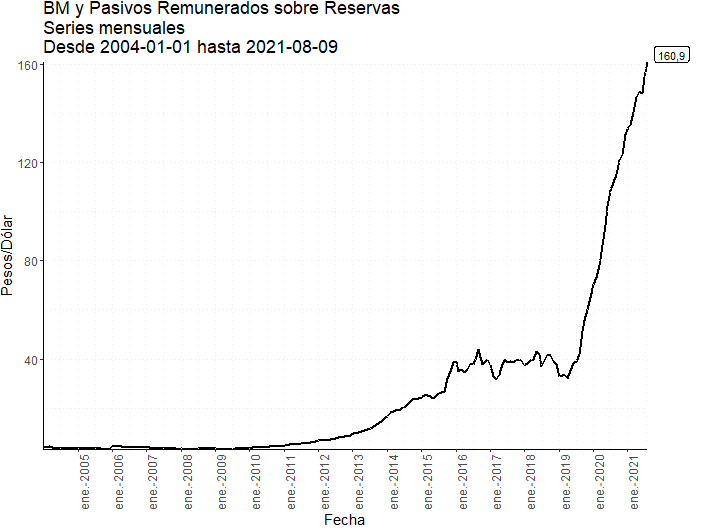 BM y Pasivos Remunerados sobre Reservas
Series mensuales
Desde 2004-01-01 hasta 2021-08-09
160,9
160
120
80
40
Pesos/Dólar
ene.-2005
ene.-2006
ene.-2007
ene.-2008
ene.-2009
ene.-2010
ene.-2011
ene.-2012
ene.-2013
ene.-2014
ene.-2015
ene.-2016
ene.-2017
ene.-2018
ene.-2019
ene.-2020
ene.-2021
Fecha